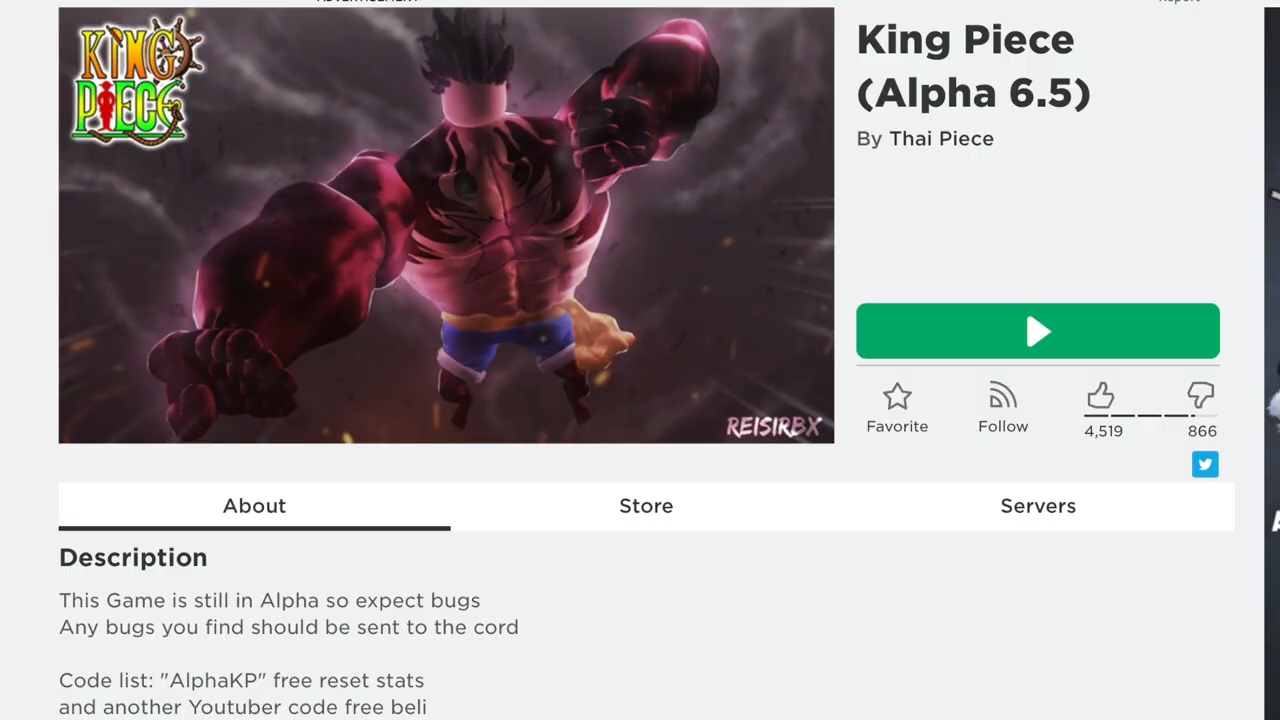 ADVERTISEMENT
Report
KING
PIECE
King Piece
(Alpha 6.5)
By Thai Piece
REISIRBX
Favorite
Follow
4,519
866
About
Store
Servers
Description
This Game is still in Alpha so expect bugs
Any bugs you find should be sent to the cord
Code list: "AlphaKP" free reset stats
and another Youtuber code free beli